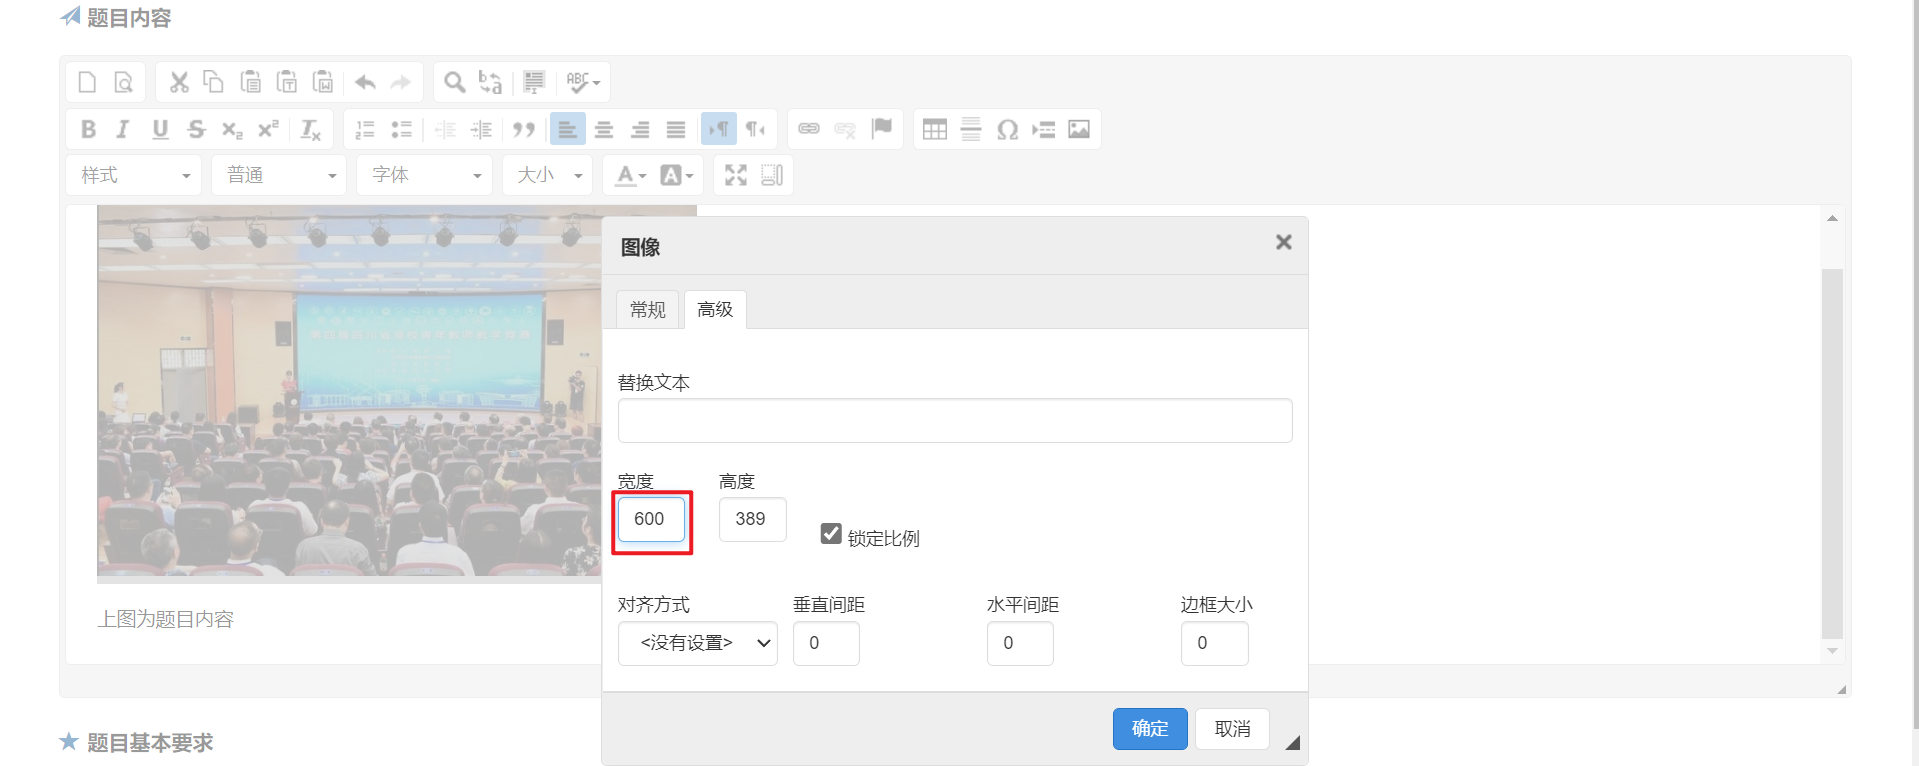 题目内容
ABC
样式 普通 字体 大小
图像
常规 高级
替换文本
宽度 高度
600 389 锁定比例
对齐方式 垂直间距 水平间距 边框大小
<没有设置> 0 0 0
上图为题目内容
确定 取消
题目基本要求